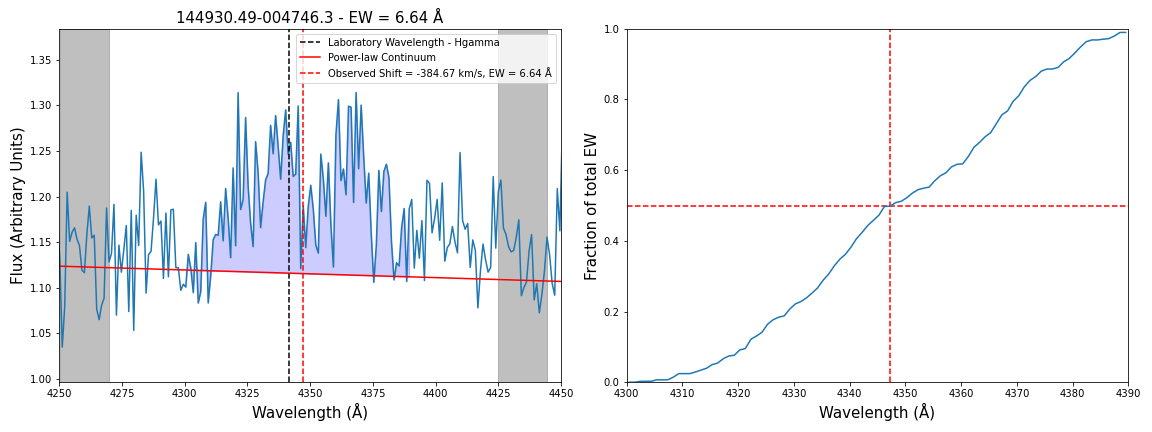 144930.49-004746.3 - EW = 6.64 Å
Flux (Arbitrary Units)
1.35
1.30
1.25
1.20
1.15
1.10
1.05
1.00
Laboratory Wavelength - Hgamma
Power-law Continuum
Observed Shift = -384.67 km/s, EW = 6.64 Å
4250 4275 4300 4325 4350 4375 4400 4425 4450
Wavelength (Å)
Fraction of total EW
1.0
0.8
0.6
0.4
0.2
0.0
4300 4310 4320 4330 4340 4350 4360 4370 4380 4390
Wavelength (Å)